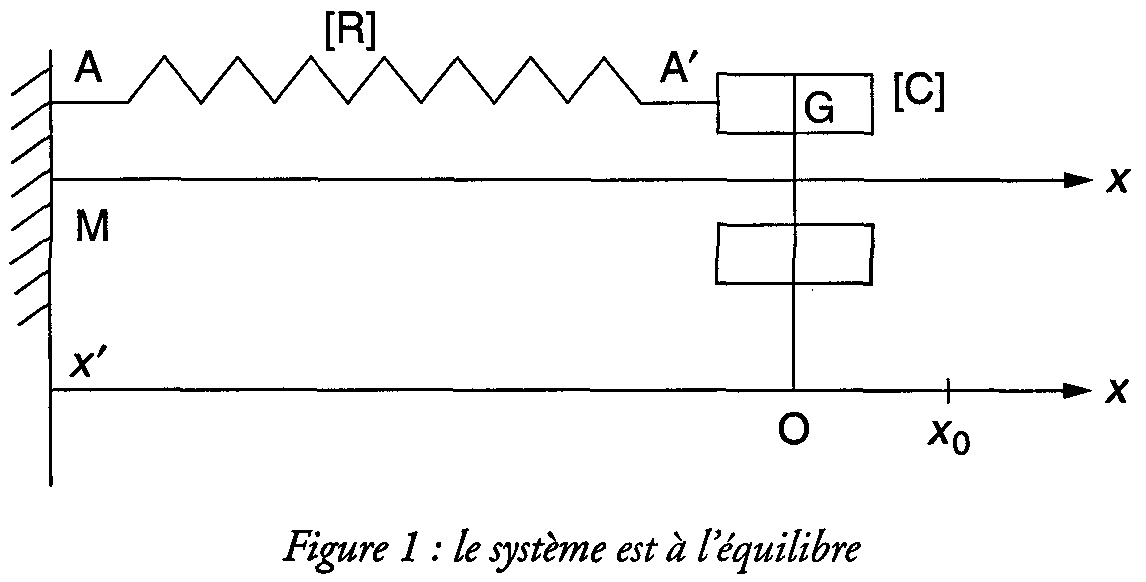 [R]
A A′ [C]
G
x
M
x′
x
O x₀
Figure 1 : le système est à l'équilibre